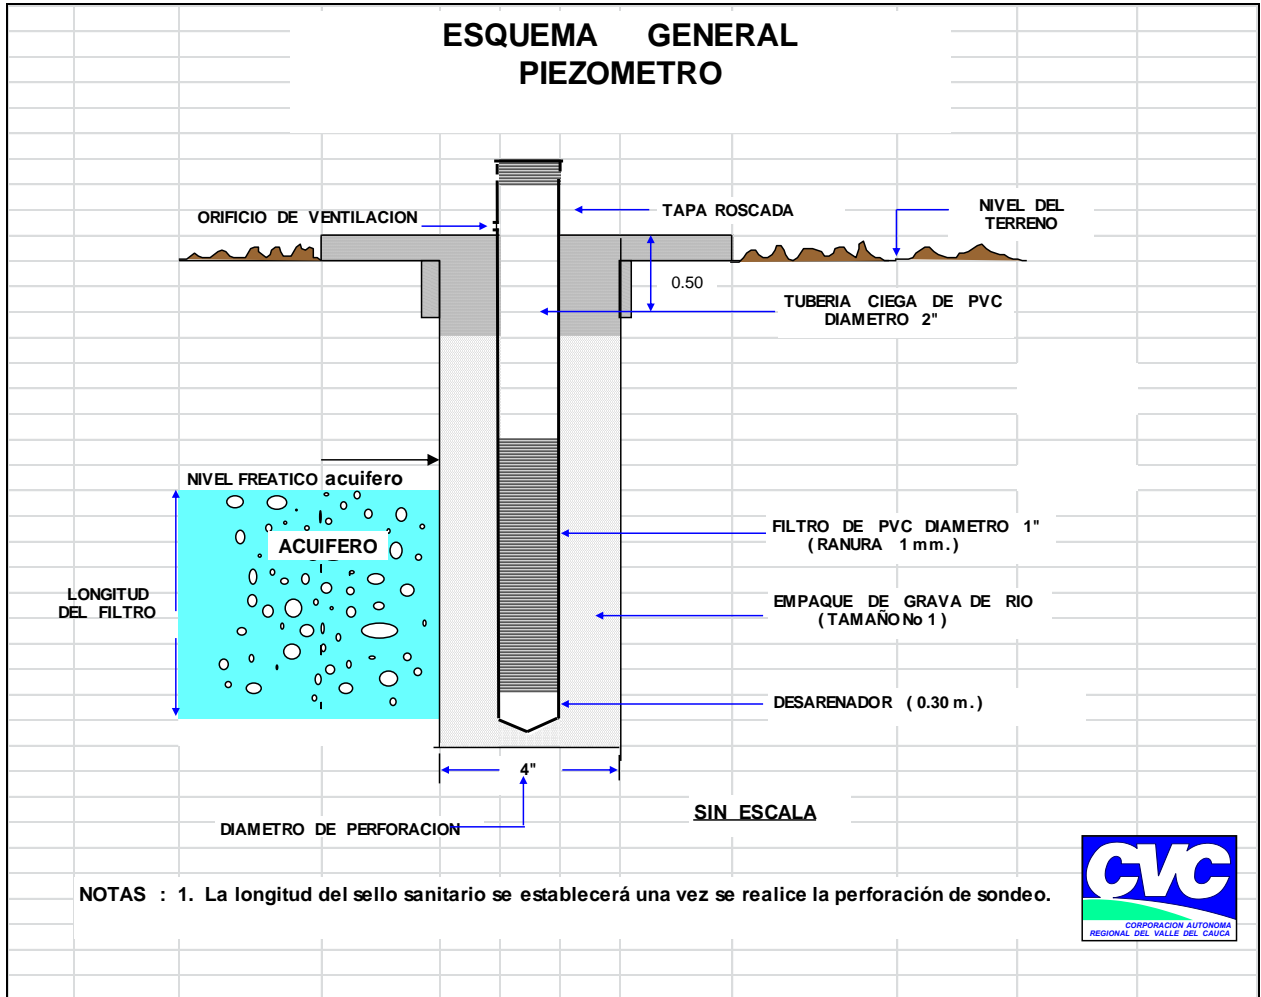 ESQUEMA GENERAL
PIEZOMETRO
ORIFICIO DE VENTILACION
TAPA ROSCADA
NIVEL DEL
TERRENO
0.50
TUBERIA CIEGA DE PVC
DIAMETRO 2"
NIVEL FREATICO acuifero
ACUIFERO
FILTRO DE PVC DIAMETRO 1"
( RANURA 1 mm. )
LONGITUD
DEL FILTRO
EMPAQUE DE GRAVA DE RIO
( TAMAÑO No 1 )
DESARENADOR ( 0.30 m. )
4"
SIN ESCALA
DIAMETRO DE PERFORACION
NOTAS : 1. La longitud del sello sanitario se establecerá una vez se realice la perforación de sondeo.
CVC
CORPORACION AUTONOMA
REGIONAL DEL VALLE DEL CAUCA